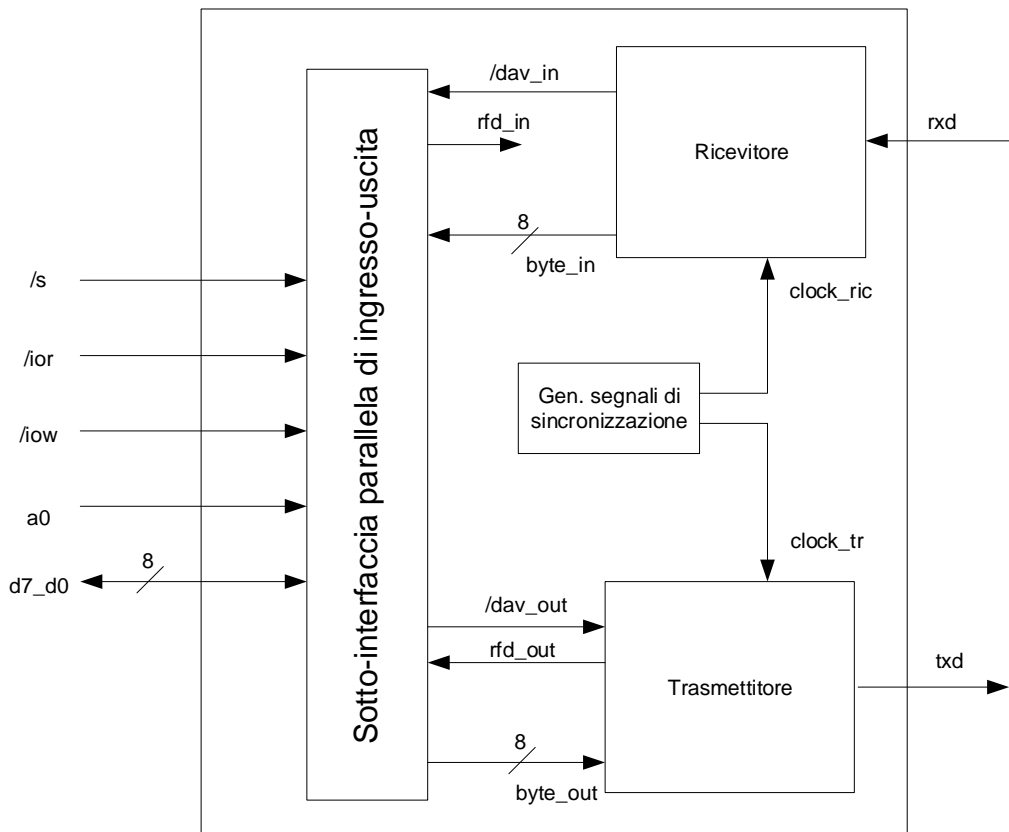 /dav_in
rfd_in
8
byte_in
Ricevitore
rxd
clock_ric
/s
/ior
/iow
a0
8
d7_d0
Sotto-interfaccia parallela di ingresso-uscita
Gen. segnali di
sincronizzazione
clock_tr
/dav_out
rfd_out
8
byte_out
Trasmettitore
txd